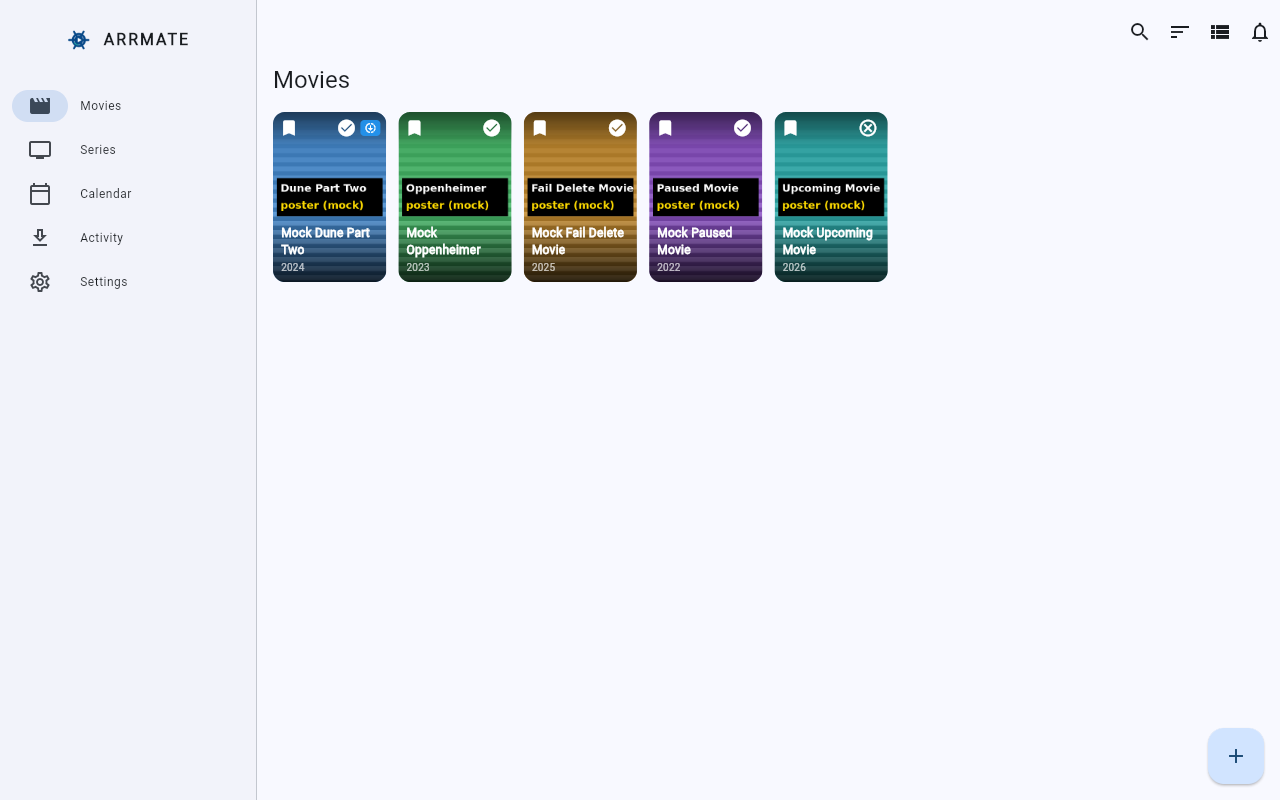 ARRMATE
Movies
Series
Calendar
Activity
Settings
Movies
Dune Part Two
poster (mock)
Mock Dune Part
Two
2024
Oppenheimer
poster (mock)
Mock
Oppenheimer
2023
Fail Delete Movie
poster (mock)
Mock Fail Delete
Movie
2025
Paused Movie
poster (mock)
Mock Paused
Movie
2022
Upcoming Movie
poster (mock)
Mock Upcoming
Movie
2026